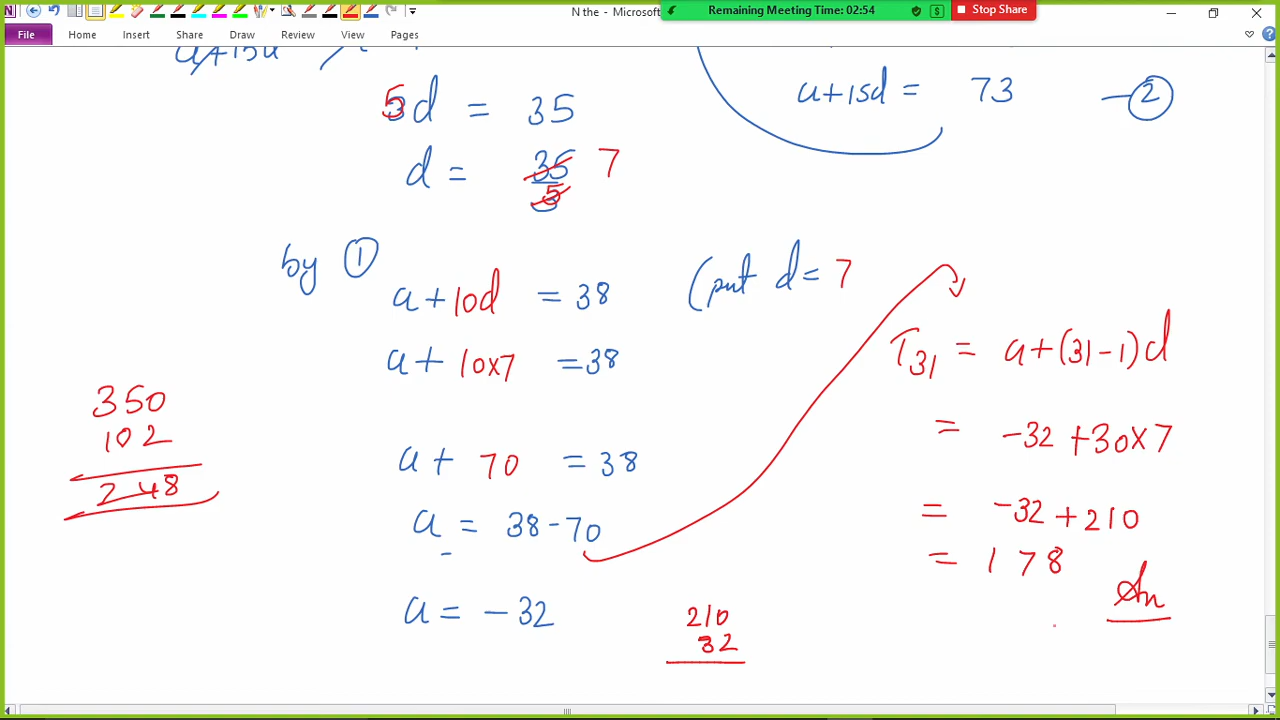 N the - Microsoft
Remaining Meeting Time: 02:54
Stop Share
File Home Insert Share Draw Review View Pages
a+15d
5d = 35
d = 35/5 7
a+15d = 73 -②
by ①
a + 10d = 38 (put d = 7
a + 10x7 = 38
a + 70 = 38
a = 38 - 70
a = -32
350
102
248
210
32
T31 = a+(31-1)d
= -32 +30x7
= -32 + 210
= 178
An